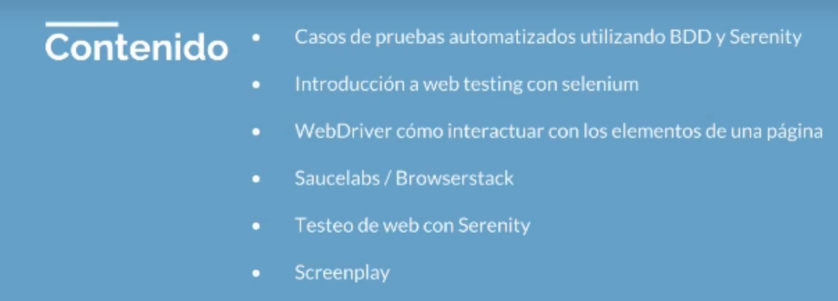 Contenido
• Casos de pruebas automatizados utilizando BDD y Serenity
• Introducción a web testing con selenium
• WebDriver cómo interactuar con los elementos de una página
• Saucelabs / Browserstack
• Testeo de web con Serenity
• Screenplay